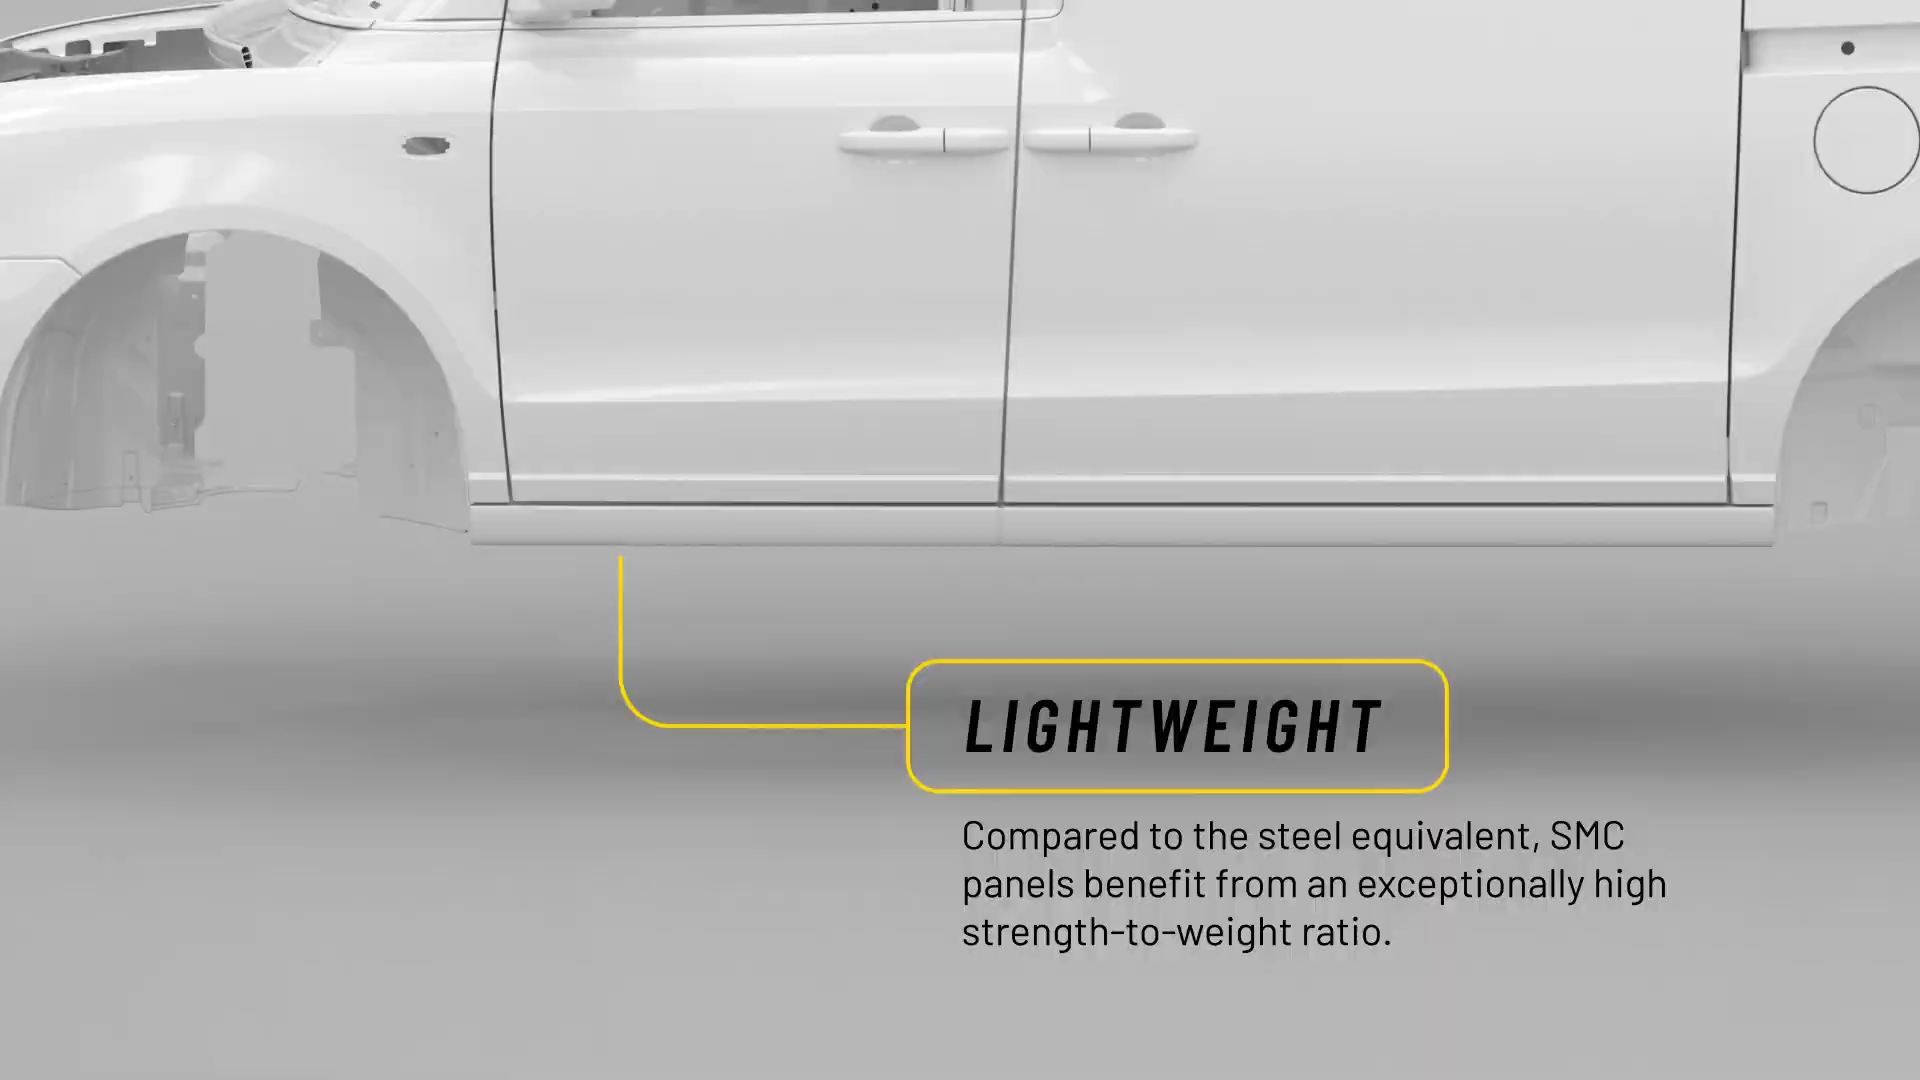 LIGHTWEIGHT
Compared to the steel equivalent, SMC
panels benefit from an exceptionally high
strength-to-weight ratio.